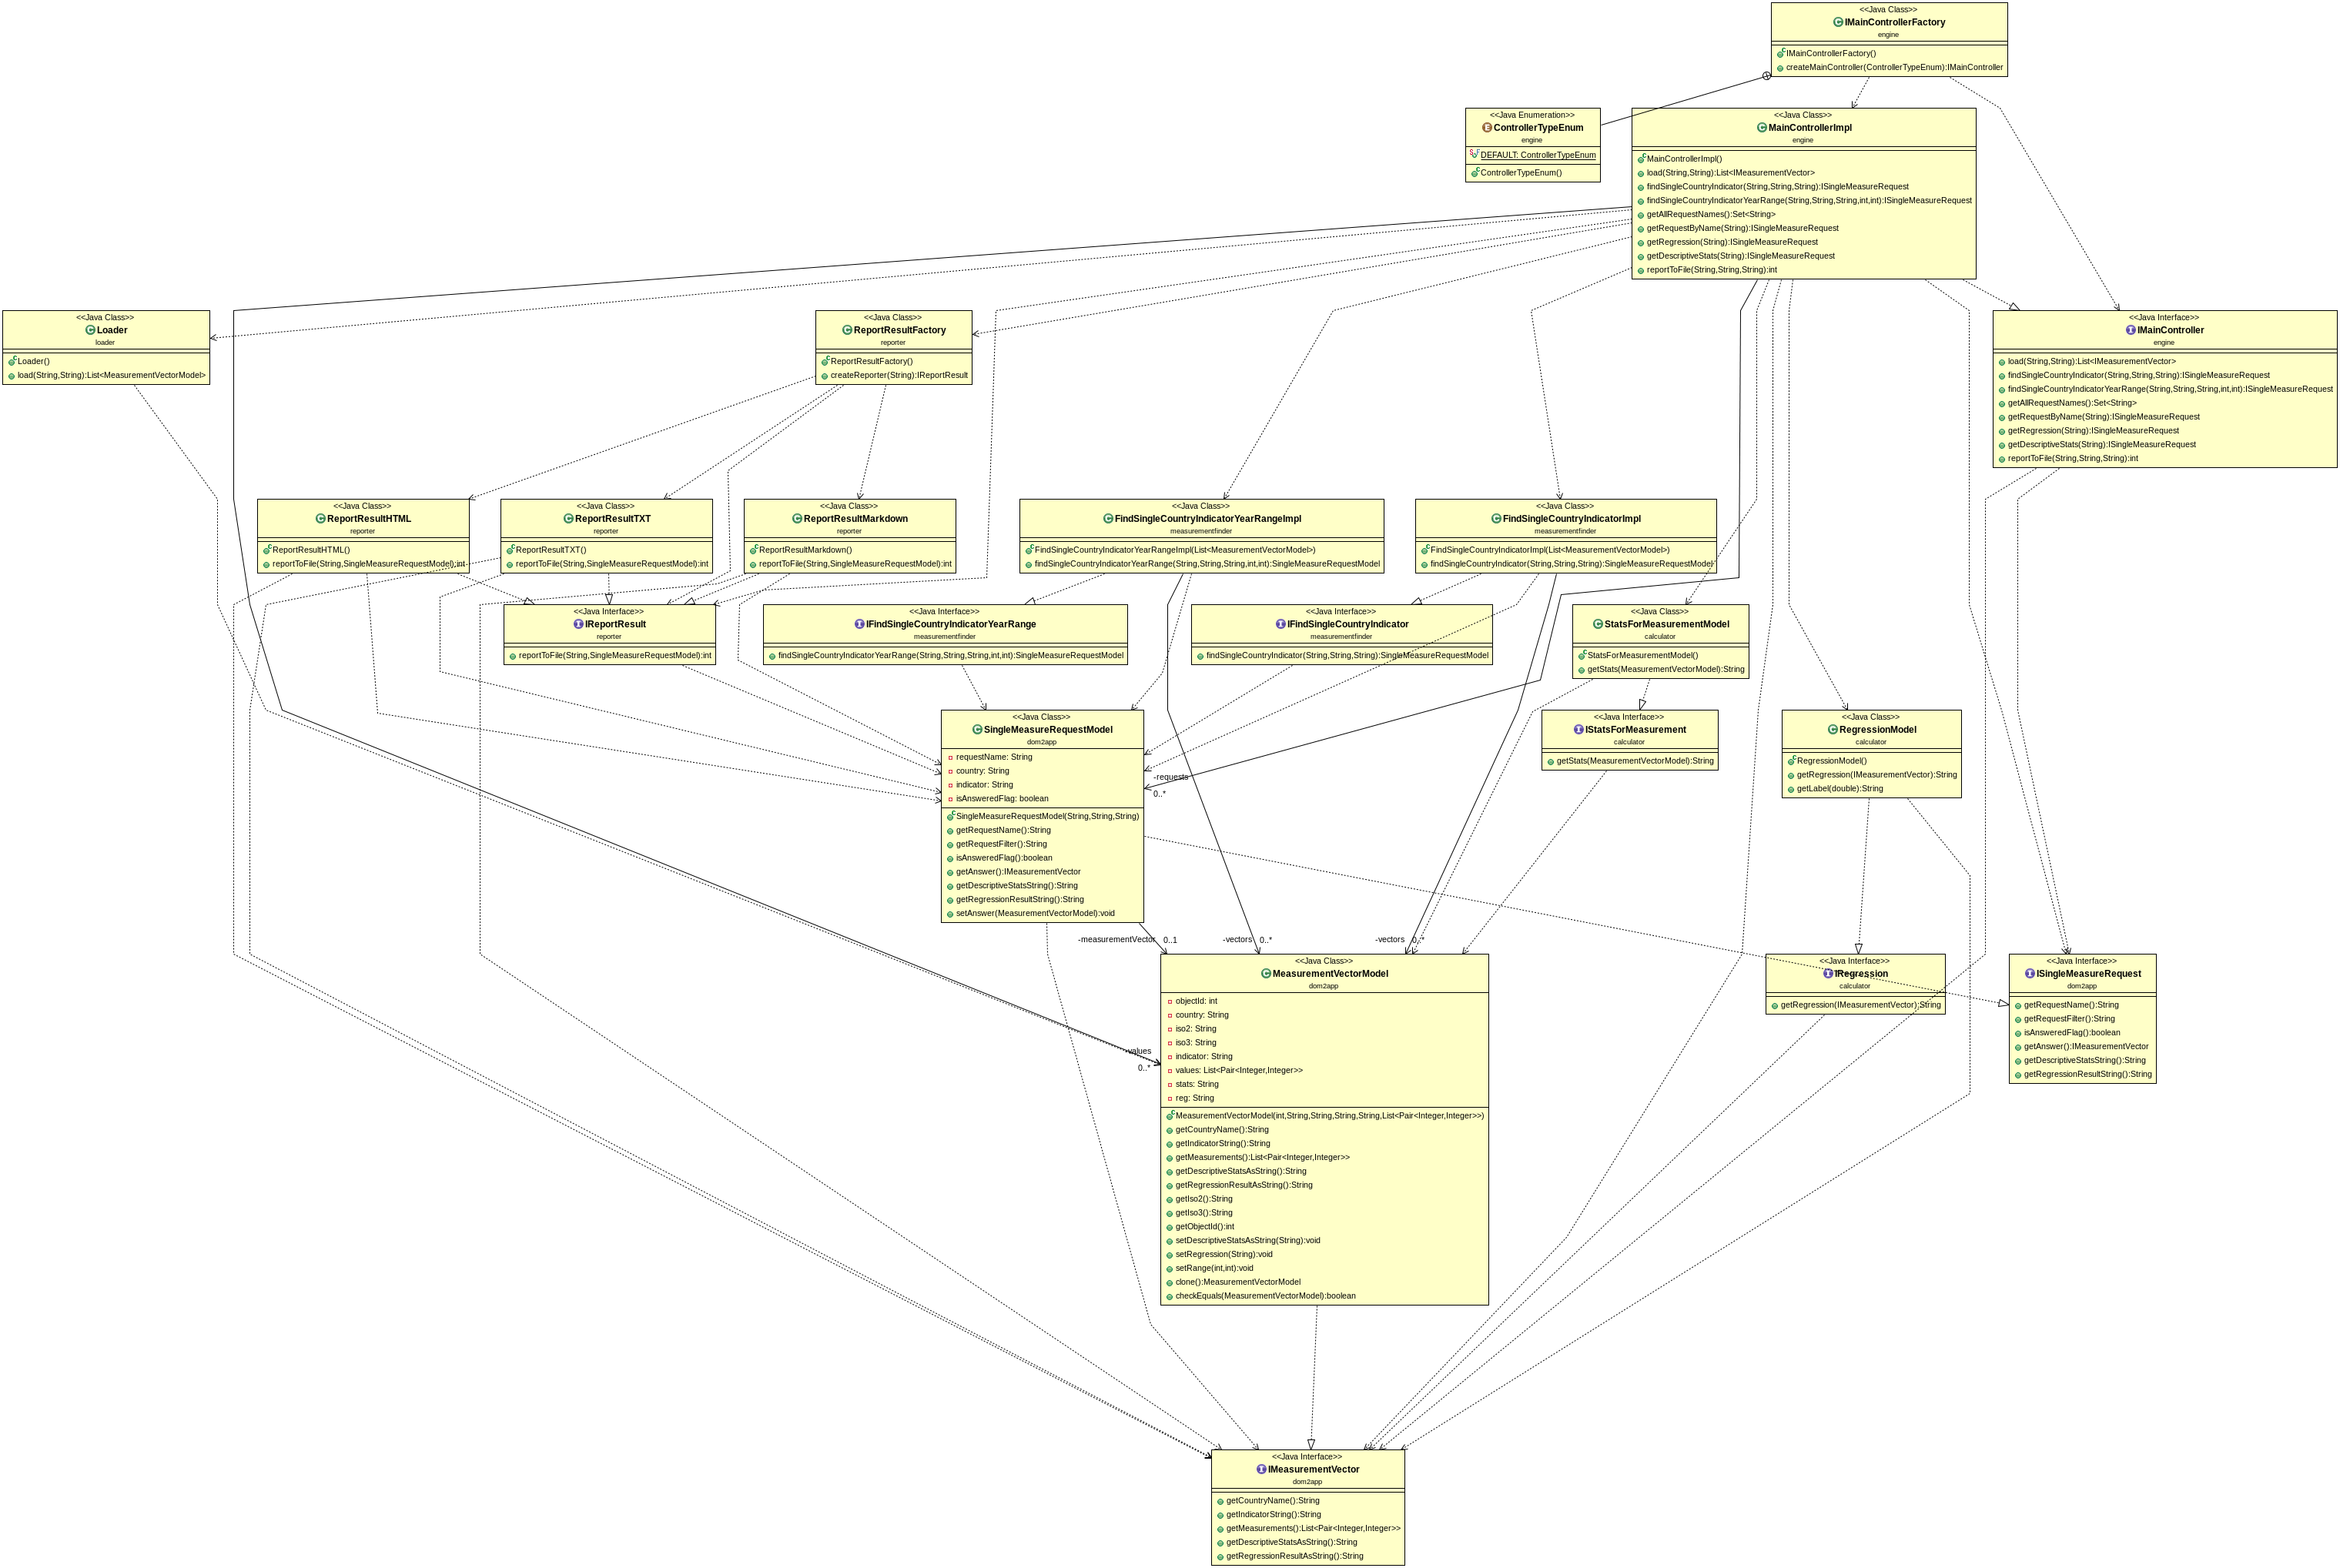 <<Java Class>>
IMainControllerFactory
engine
IMainControllerFactory()
createMainController(ControllerTypeEnum):IMainController
<<Java Enumeration>>
ControllerTypeEnum
engine
DEFAULT: ControllerTypeEnum
ControllerTypeEnum()
<<Java Class>>
MainControllerImpl
engine
MainControllerImpl()
load(String,String):List<IMeasurementVector>
findSingleCountryIndicator(String,String,String):ISingleMeasureRequest
findSingleCountryIndicatorYearRange(String,String,String,int,int):ISingleMeasureRequest
getAllRequestNames():Set<String>
getRequestByName(String):ISingleMeasureRequest
getRegression(String):ISingleMeasureRequest
getDescriptiveStats(String):ISingleMeasureRequest
reportToFile(String,String,String):int
<<Java Class>>
Loader
loader
Loader()
load(String,String):List<MeasurementVectorModel>
<<Java Class>>
ReportResultFactory
reporter
ReportResultFactory()
createReporter(String):IReportResult
<<Java Interface>>
IMainController
engine
load(String,String):List<IMeasurementVector>
findSingleCountryIndicator(String,String,String):ISingleMeasureRequest
findSingleCountryIndicatorYearRange(String,String,String,int,int):ISingleMeasureRequest
getAllRequestNames():Set<String>
getRequestByName(String):ISingleMeasureRequest
getRegression(String):ISingleMeasureRequest
getDescriptiveStats(String):ISingleMeasureRequest
reportToFile(String,String,String):int
<<Java Class>>
ReportResultHTML
reporter
ReportResultHTML()
reportToFile(String,SingleMeasureRequestModel):int
<<Java Class>>
ReportResultTXT
reporter
ReportResultTXT()
reportToFile(String,SingleMeasureRequestModel):int
<<Java Class>>
ReportResultMarkdown
reporter
ReportResultMarkdown()
reportToFile(String,SingleMeasureRequestModel):int
<<Java Class>>
FindSingleCountryIndicatorYearRangeImpl
measurementfinder
FindSingleCountryIndicatorYearRangeImpl(List<MeasurementVectorModel>)
findSingleCountryIndicatorYearRange(String,String,String,int,int):SingleMeasureRequestModel
<<Java Class>>
FindSingleCountryIndicatorImpl
measurementfinder
FindSingleCountryIndicatorImpl(List<MeasurementVectorModel>)
findSingleCountryIndicator(String,String,String):SingleMeasureRequestModel
<<Java Interface>>
IReportResult
reporter
reportToFile(String,SingleMeasureRequestModel):int
<<Java Interface>>
IFindSingleCountryIndicatorYearRange
measurementfinder
findSingleCountryIndicatorYearRange(String,String,String,int,int):SingleMeasureRequestModel
<<Java Interface>>
IFindSingleCountryIndicator
measurementfinder
findSingleCountryIndicator(String,String,String):SingleMeasureRequestModel
<<Java Class>>
StatsForMeasurementModel
calculator
StatsForMeasurementModel()
getStats(MeasurementVectorModel):String
<<Java Class>>
SingleMeasureRequestModel
dom2app
requestName: String
country: String
indicator: String
isAnsweredFlag: boolean
SingleMeasureRequestModel(String,String,String)
getRequestName():String
getRequestFilter():String
isAnsweredFlag():boolean
getAnswer():IMeasurementVector
getDescriptiveStatsString():String
getRegressionResultString():String
setAnswer(MeasurementVectorModel):void
-requests
0..*
<<Java Interface>>
IStatsForMeasurement
calculator
getStats(MeasurementVectorModel):String
<<Java Class>>
RegressionModel
calculator
RegressionModel()
getRegression(IMeasurementVector):String
getLabel(double):String
-measurementVector 0..1
-vectors 0..*
-vectors 0..*
<<Java Class>>
MeasurementVectorModel
dom2app
objectId: int
country: String
iso2: String
iso3: String
indicator: String
values: List<Pair<Integer,Integer>>
stats: String
reg: String
MeasurementVectorModel(int,String,String,String,String,List<Pair<Integer,Integer>>)
getCountryName():String
getIndicatorString():String
getMeasurements():List<Pair<Integer,Integer>>
getDescriptiveStatsAsString():String
getRegressionResultAsString():String
getIso2():String
getIso3():String
getObjectId():int
setDescriptiveStatsAsString(String):void
setRegression(String):void
setRange(int,int):void
clone():MeasurementVectorModel
checkEquals(MeasurementVectorModel):boolean
-values
0..*
<<Java Interface>>
IRegression
calculator
getRegression(IMeasurementVector):String
<<Java Interface>>
ISingleMeasureRequest
dom2app
getRequestName():String
getRequestFilter():String
isAnsweredFlag():boolean
getAnswer():IMeasurementVector
getDescriptiveStatsString():String
getRegressionResultString():String
<<Java Interface>>
IMeasurementVector
dom2app
getCountryName():String
getIndicatorString():String
getMeasurements():List<Pair<Integer,Integer>>
getDescriptiveStatsAsString():String
getRegressionResultAsString():String